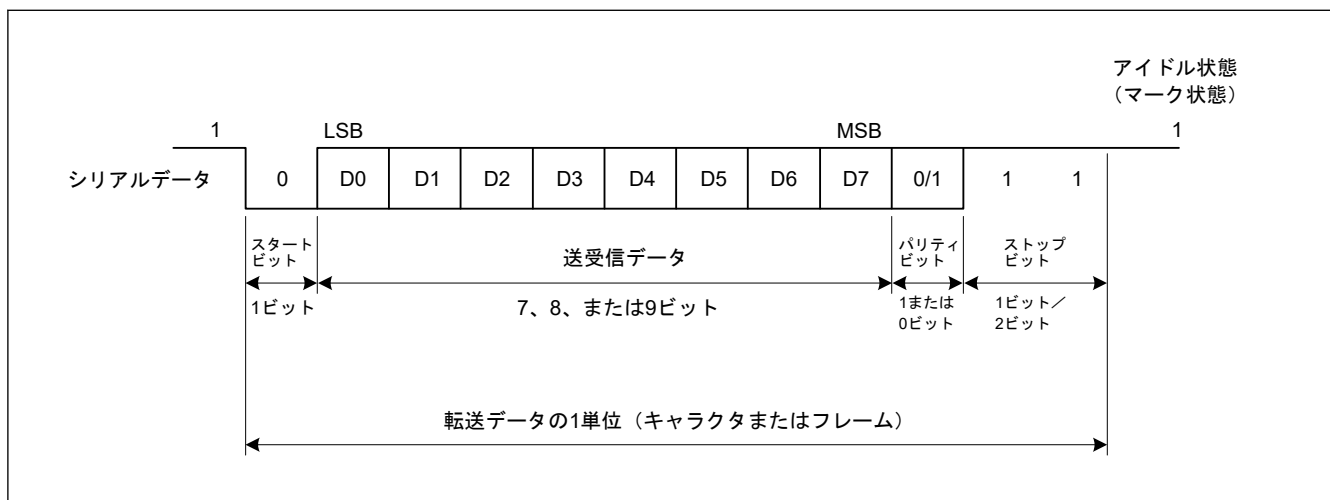 アイドル状態
（マーク状態）
1 LSB MSB 1
シリアルデータ 0 D0 D1 D2 D3 D4 D5 D6 D7 0/1 1 1
スタート
ビット
送受信データ
パリティ
ビット
ストップ
ビット
1ビット
7、8、または9ビット
1または
0ビット
1ビット／
2ビット
転送データの1単位（キャラクタまたはフレーム）